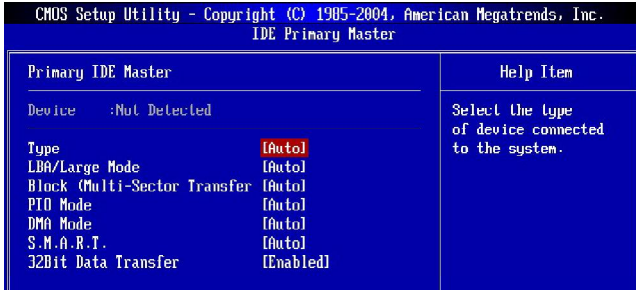 CMOS Setup Utility - Copyright (C) 1985-2004, American Megatrends, Inc.
IDE Primary Master
Primary IDE Master
Device :Not Detected
Type [Auto]
LBA/Large Mode [Auto]
Block (Multi-Sector Transfer [Auto]
PIO Mode [Auto]
DMA Mode [Auto]
S.M.A.R.T. [Auto]
32Bit Data Transfer [Enabled]
Help Item
Select the type
of device connected
to the system.